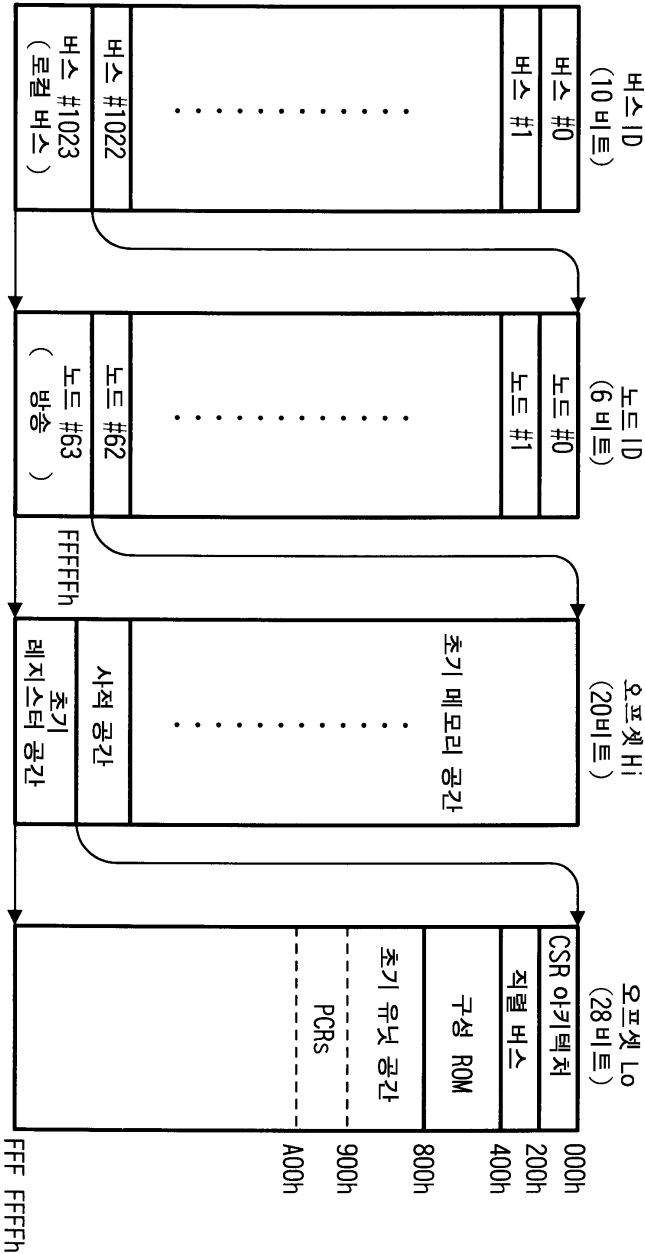 버스 ID
(10 비트)
버스 #0
버스 #1
버스 #1022
버스 #1023
( 로컬 버스 )
노드 ID
(6 비트)
노드 #0
노드 #1
노드 #62
노드 #63
( 방송 )
오프셋 Hi
(20비트)
초기 메모리 공간
사적 공간
초기
레지스터 공간
FFFFFh
오프셋 Lo
(28비트)
CSR 아키텍처
직렬 버스
구성 ROM
초기 유닛 공간
PCRs
000h
200h
400h
800h
900h
A00h
FFF FFFFh